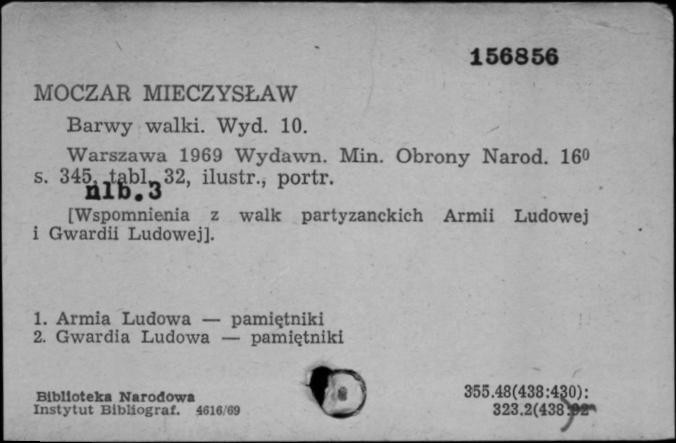 156856
MOCZAR MIECZYSŁAW
Barwy walki. Wyd. 10.
Warszawa 1969 Wydawn. Min. Obrony Narod. 16⁰
s. 345, tabl. 32, ilustr., portr.
nlb.3
[Wspomnienia z walk partyzanckich Armii Ludowej
i Gwardii Ludowej].
1. Armia Ludowa — pamiętniki
2. Gwardia Ludowa — pamiętniki
Biblioteka Narodowa
Instytut Bibliograf. 4616/69
355.48(438:430):
323.2(438)